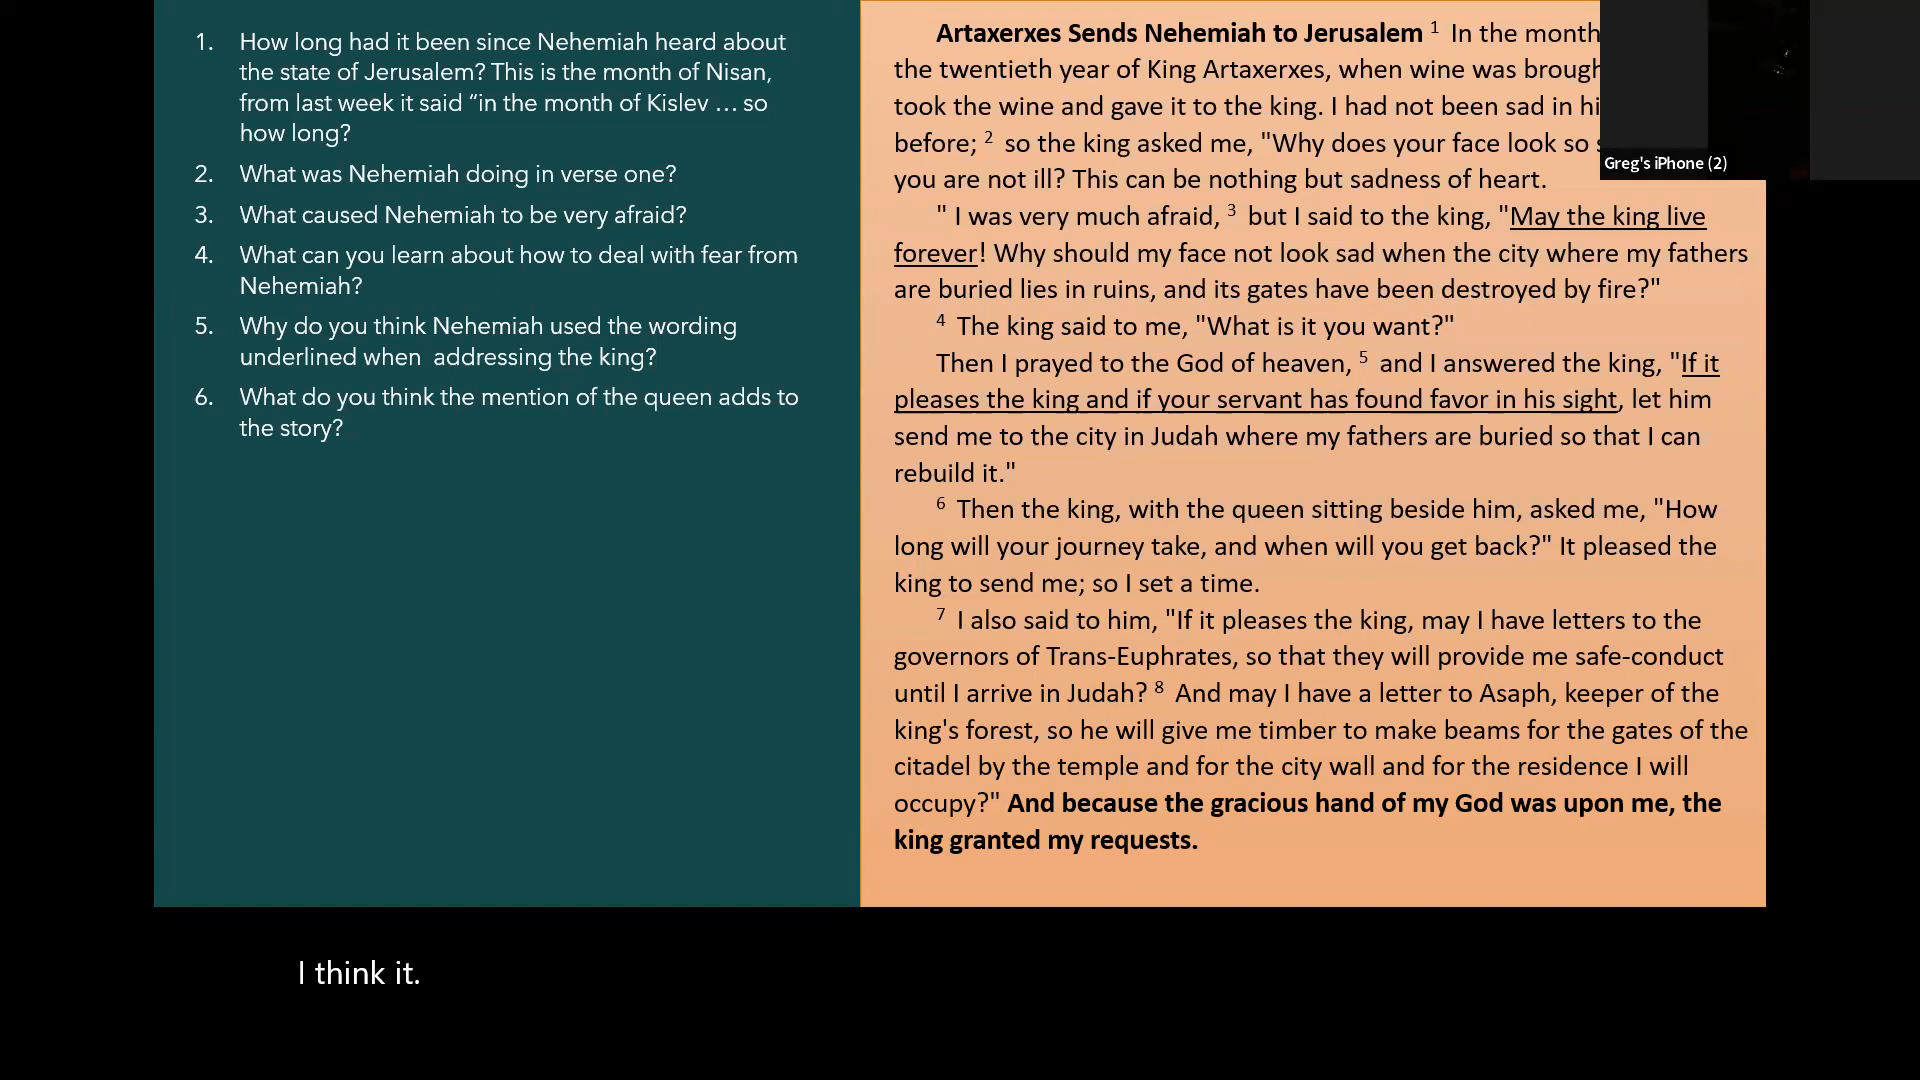 1. How long had it been since Nehemiah heard about
the state of Jerusalem? This is the month of Nisan,
from last week it said “in the month of Kislev … so
how long?
2. What was Nehemiah doing in verse one?
3. What caused Nehemiah to be very afraid?
4. What can you learn about how to deal with fear from
Nehemiah?
5. Why do you think Nehemiah used the wording
underlined when addressing the king?
6. What do you think the mention of the queen adds to
the story?
Artaxerxes Sends Nehemiah to Jerusalem 1 In the month
the twentieth year of King Artaxerxes, when wine was
took the wine and gave it to the king. I had not been sad in
before; 2 so the king asked me, "Why does your face look so
you are not ill? This can be nothing but sadness of heart.
" I was very much afraid, 3 but I said to the king, "May the king live
forever! Why should my face not look sad when the city where my fathers
are buried lies in ruins, and its gates have been destroyed by fire?"
4 The king said to me, "What is it you want?"
Then I prayed to the God of heaven, 5 and I answered the king, "If it
pleases the king and if your servant has found favor in his sight, let him
send me to the city in Judah where my fathers are buried so that I can
rebuild it."
6 Then the king, with the queen sitting beside him, asked me, "How
long will your journey take, and when will you get back?" It pleased the
king to send me; so I set a time.
7 I also said to him, "If it pleases the king, may I have letters to the
governors of Trans-Euphrates, so that they will provide me safe-conduct
until I arrive in Judah? 8 And may I have a letter to Asaph, keeper of the
king's forest, so he will give me timber to make beams for the gates of the
citadel by the temple and for the city wall and for the residence I will
occupy?" And because the gracious hand of my God was upon me, the
king granted my requests.
Greg's iPhone (2)
I think it.